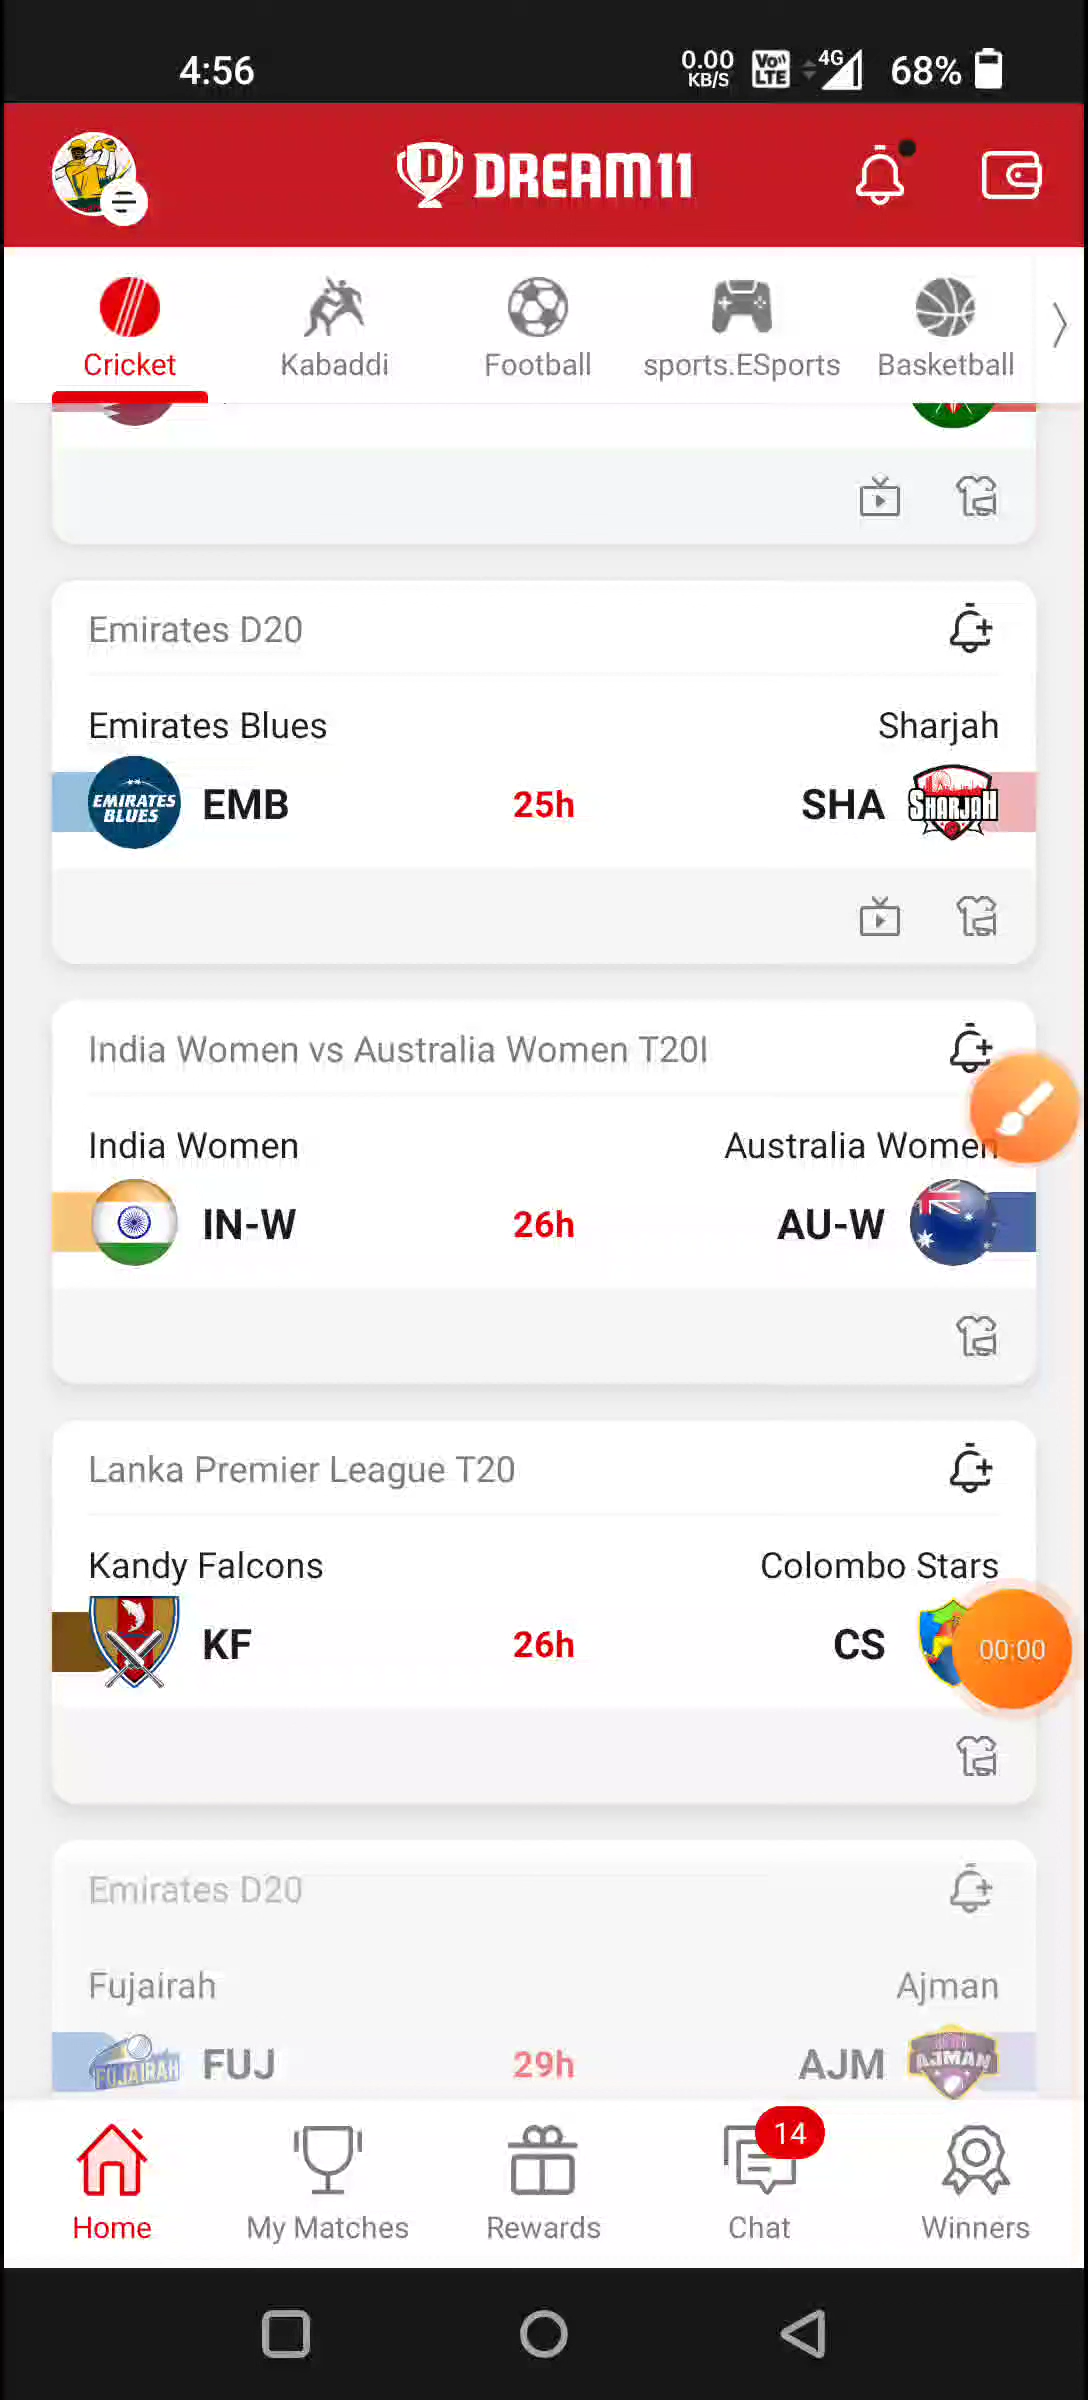 4:56
0.00
KB/S
Vo))
LTE
4G
68%
D DREAM11
Cricket
Kabaddi
Football
sports.ESports
Basketball
Emirates D20
Emirates Blues
Sharjah
EMIRATES
BLUES
EMB
25h
SHA
SHARJAH
India Women vs Australia Women T20I
India Women
Australia Women
IN-W
26h
AU-W
Lanka Premier League T20
Kandy Falcons
Colombo Stars
KF
26h
CS
00:00
Emirates D20
Fujairah
Ajman
FUJAIRAH
FUJ
29h
AJM
AJMAN
14
Home
My Matches
Rewards
Chat
Winners